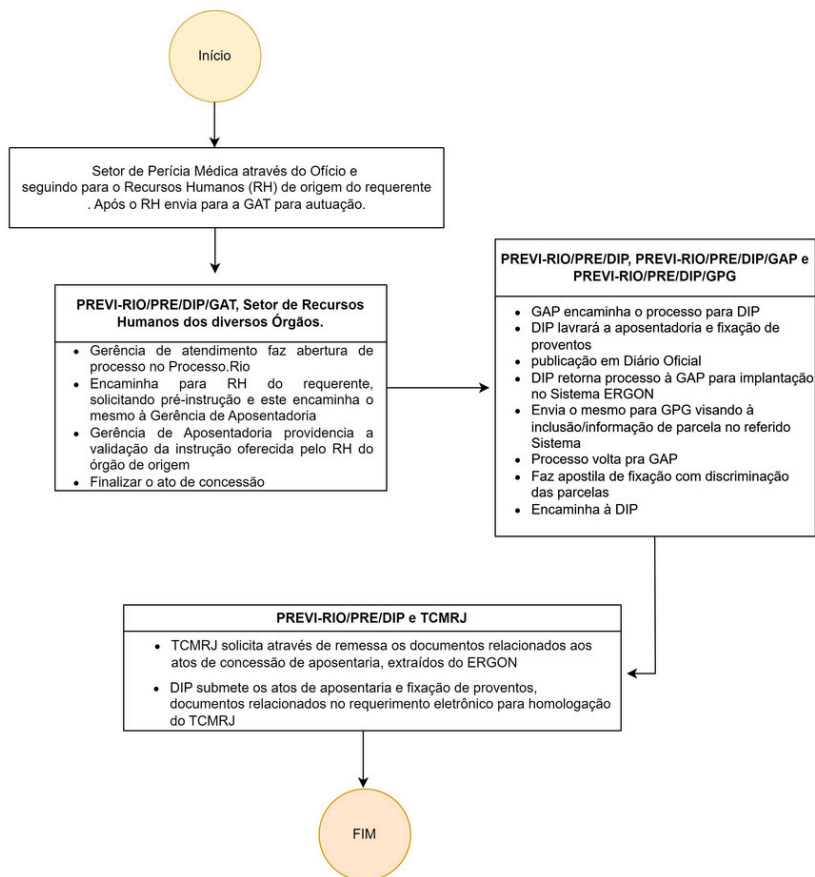 Início
Setor de Perícia Médica através do Ofício e
seguindo para o Recursos Humanos (RH) de origem do requerente
. Após o RH envia para a GAT para autuação.
PREVI-RIO/PRE/DIP/GAT, Setor de Recursos
Humanos dos diversos Órgãos.
• Gerência de atendimento faz abertura de
processo no Processo.Rio
• Encaminha para RH do requerente,
solicitando pré-instrução e este encaminha o
mesmo à Gerência de Aposentadoria
• Gerência de Aposentadoria providencia a
validação da instrução oferecida pelo RH do
órgão de origem
• Finalizar o ato de concessão
PREVI-RIO/PRE/DIP, PREVI-RIO/PRE/DIP/GAP e
PREVI-RIO/PRE/DIP/GPG
• GAP encaminha o processo para DIP
• DIP lavrará a aposentadoria e fixação de
proventos
• publicação em Diário Oficial
• DIP retorna processo à GAP para implantação
no Sistema ERGON
• Envia o mesmo para GPG visando à
inclusão/informação de parcela no referido
Sistema
• Processo volta pra GAP
• Faz apostila de fixação com discriminação
das parcelas
• Encaminha à DIP
PREVI-RIO/PRE/DIP e TCMRJ
• TCMRJ solicita através de remessa os documentos relacionados aos
atos de concessão de aposentaria, extraídos do ERGON
• DIP submete os atos de aposentaria e fixação de proventos,
documentos relacionados no requerimento eletrônico para homologação
do TCMRJ
FIM